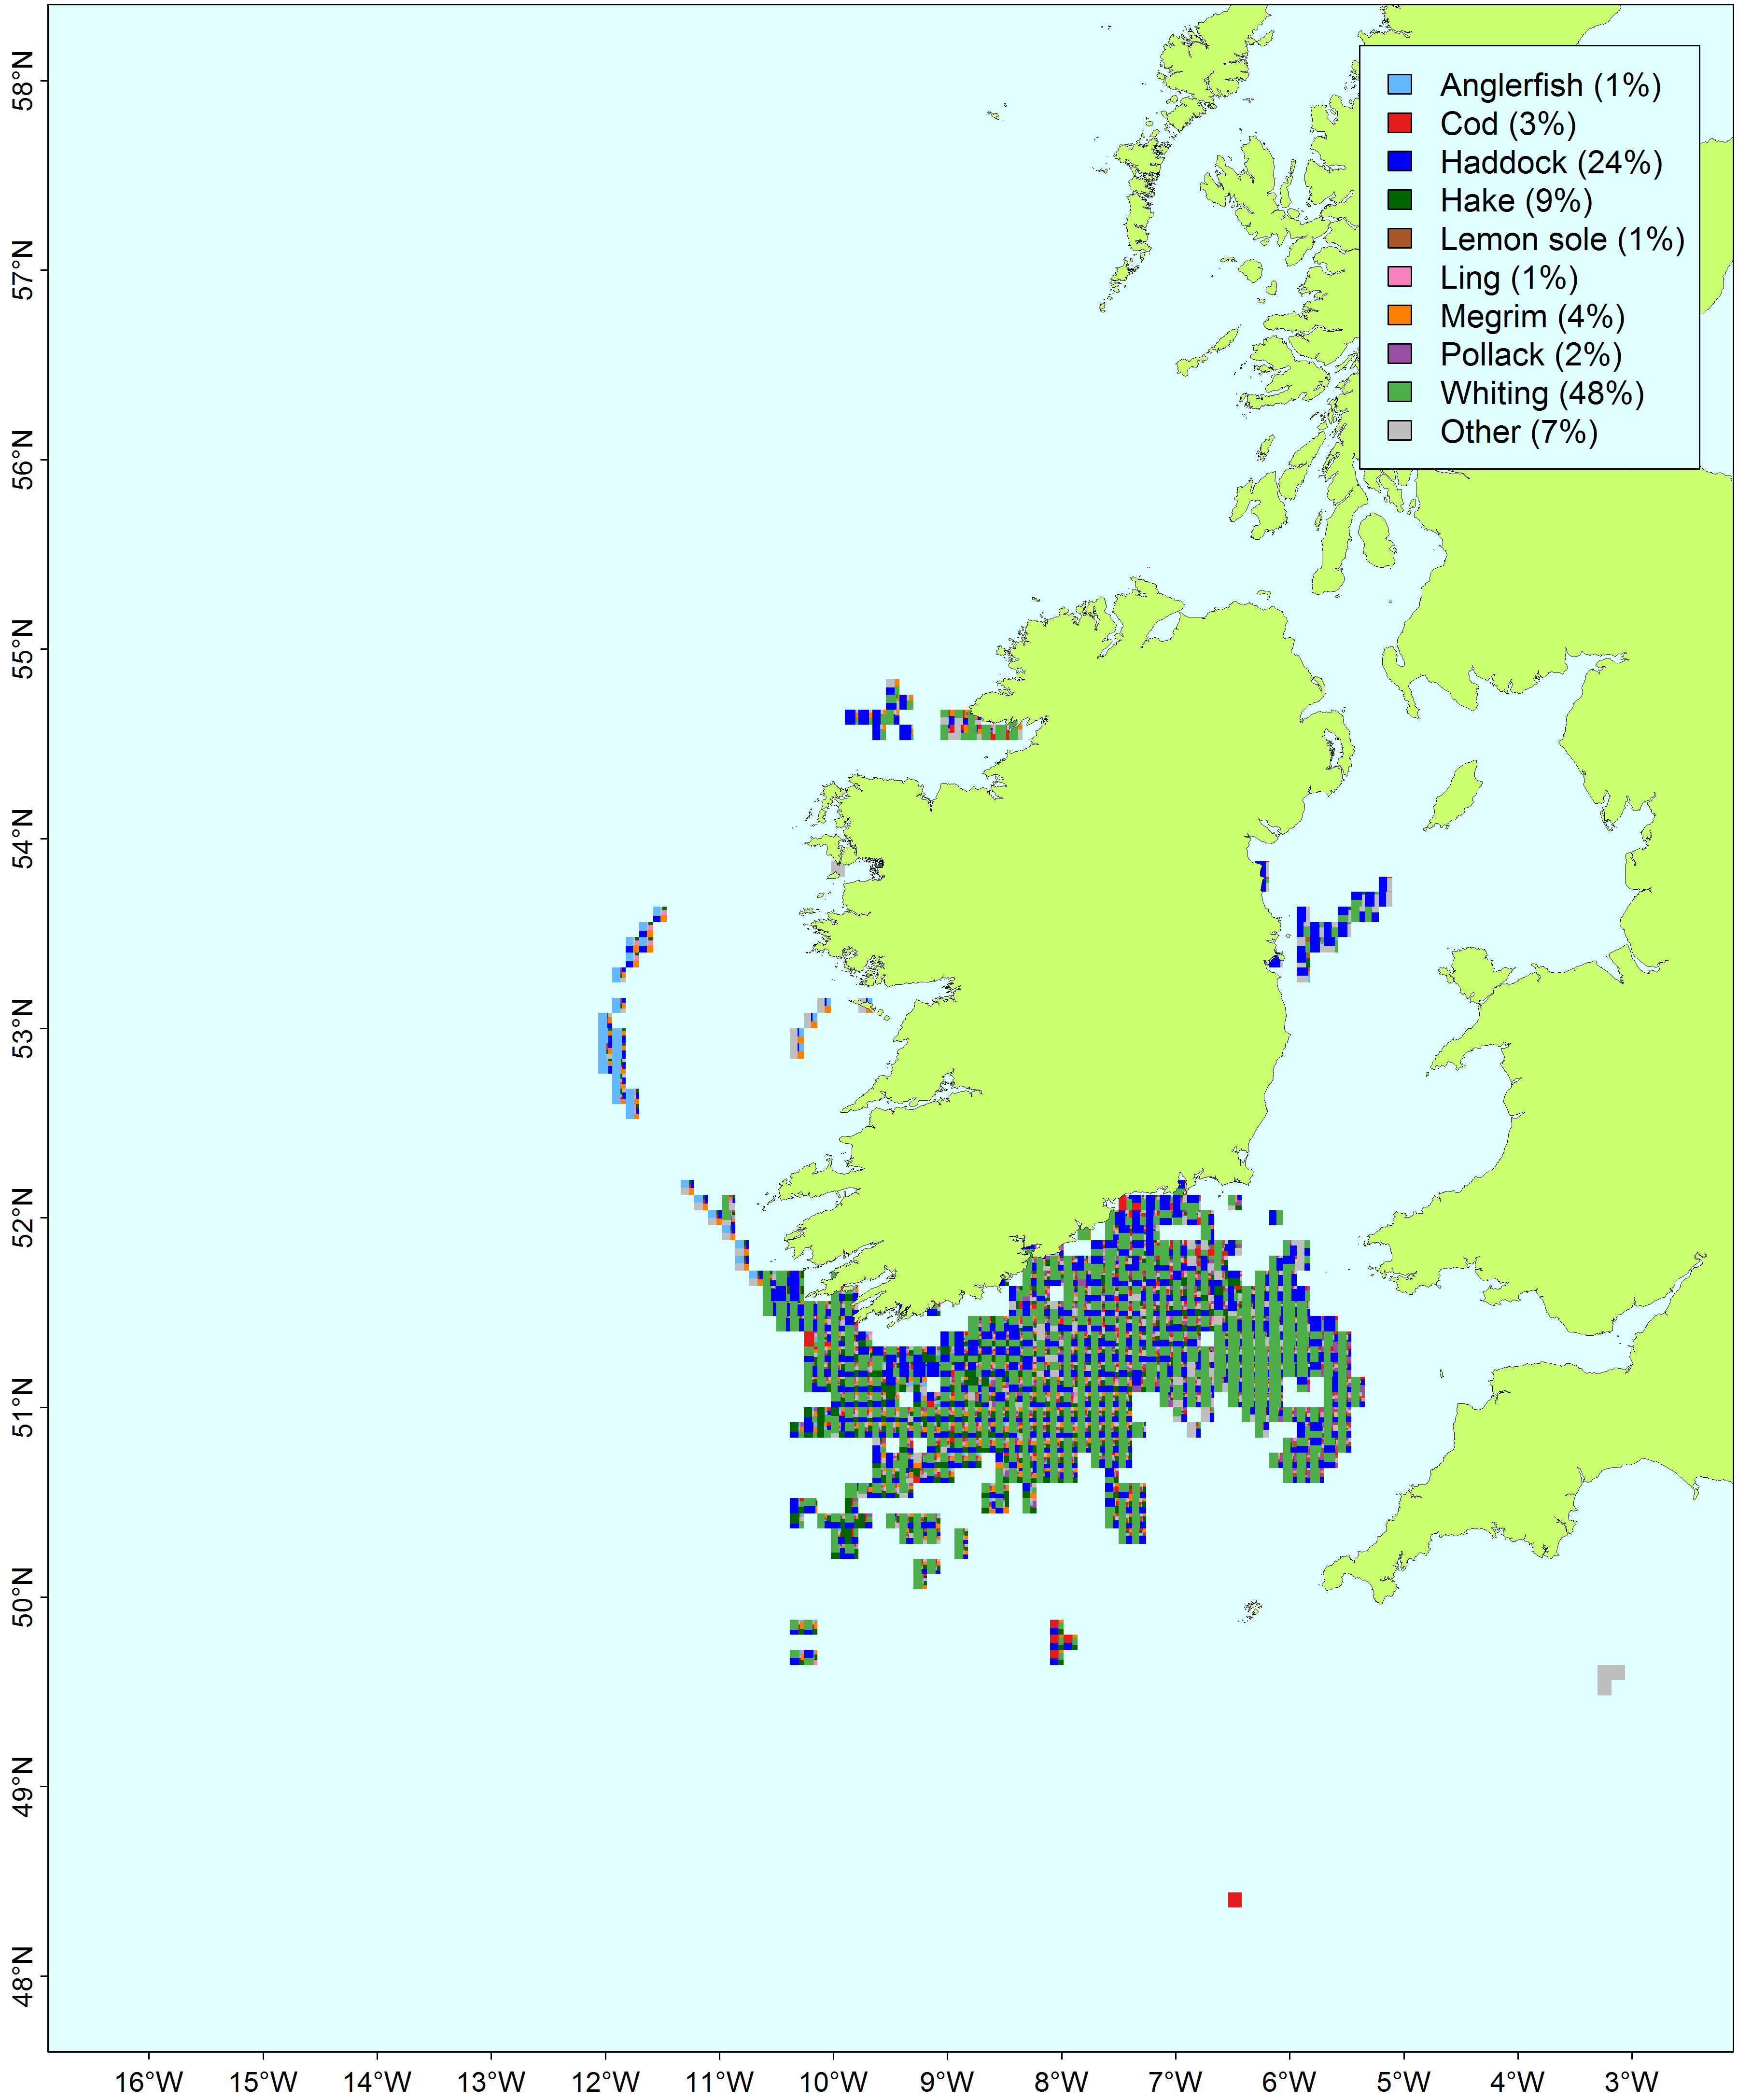 Anglerfish (1%)
Cod (3%)
Haddock (24%)
Hake (9%)
Lemon sole (1%)
Ling (1%)
Megrim (4%)
Pollack (2%)
Whiting (48%)
Other (7%)
58°N
57°N
56°N
55°N
54°N
53°N
52°N
51°N
50°N
49°N
48°N
16°W 15°W 14°W 13°W 12°W 11°W 10°W 9°W 8°W 7°W 6°W 5°W 4°W 3°W